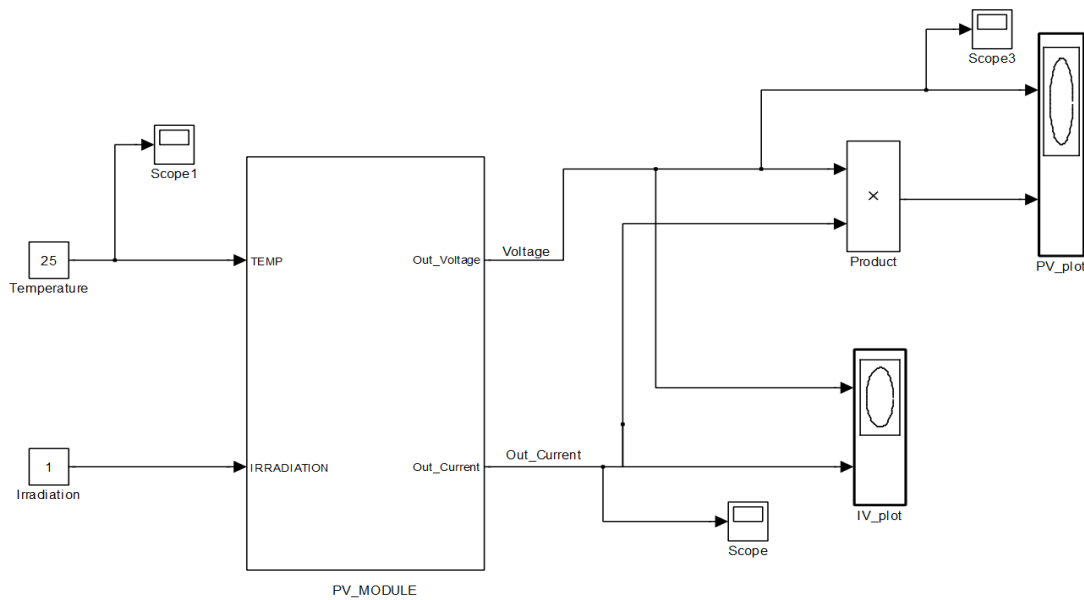 Scope3
Scope1
×
Voltage
25
TEMP
Out_Voltage
Product
PV_plot
Temperature
Out_Current
1
IRRADIATION
Out_Current
Irradiation
IV_plot
Scope
PV_MODULE